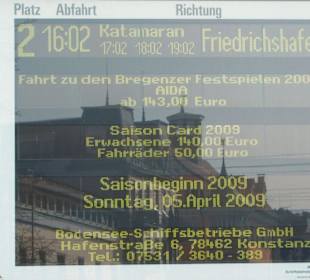 Platz Abfahrt Richtung
2 16:02 Katamaran Friedrichshafe
17:02 18:02 19:02
Fahrt zu den Bregenzer Festspielen 200
AIDA
ab 143,00 Euro
Saison Card 2009
Erwachsene 140,00 Euro
Fahrräder 50,00 Euro
Saisonbeginn 2009
Sonntag, 05.April 2009
Bodensee-Schiffsbetriebe GmbH
Hafenstraße 6, 78462 Konstanz
Tel.: 07531 / 3640 - 389